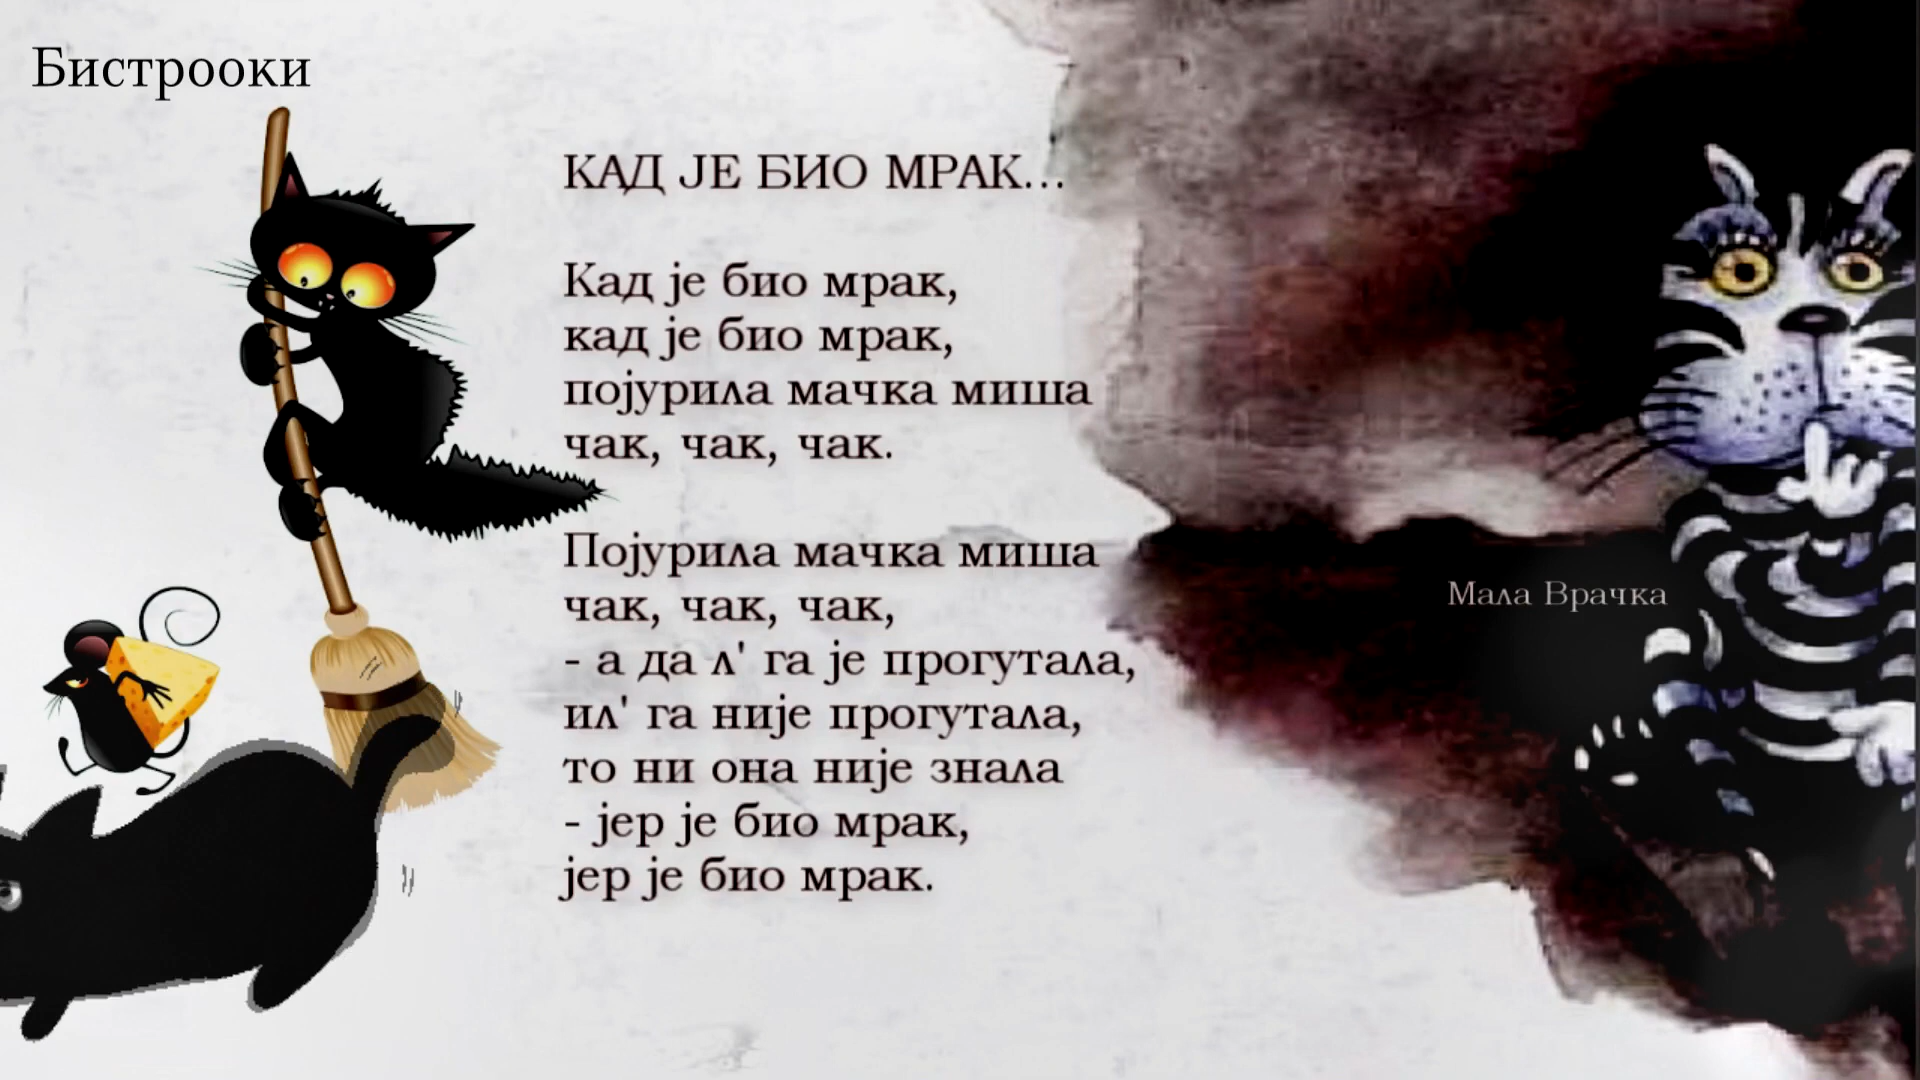 Бистрооки
КАД ЈЕ БИО МРАК...
Кад је био мрак,
кад је био мрак,
појурила мачка миша
чак, чак, чак.
Појурила мачка миша
чак, чак, чак,
- а да л' га је прогутала,
ил' га није прогутала,
то ни она није знала
- јер је био мрак,
јер је био мрак.
Мала Врачка